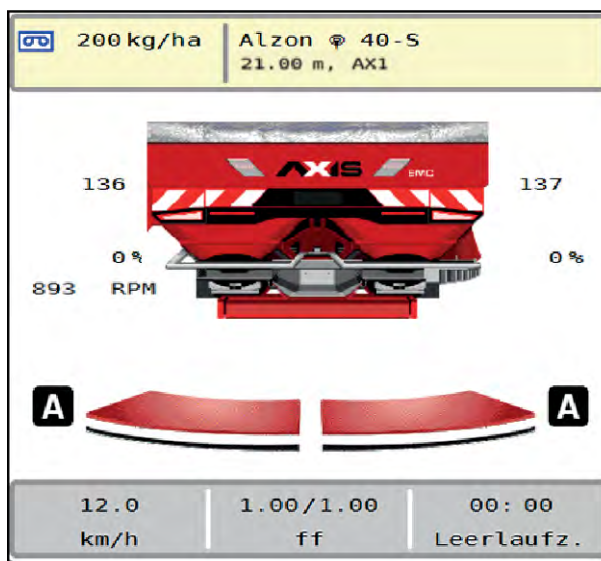 200 kg/ha
Alzon 40-S
21.00 m, AX1
AXIS EMC
136
137
0%
0%
893 RPM
A
A
12.0
1.00/1.00
00:00
km/h
ff
Leerlaufz.